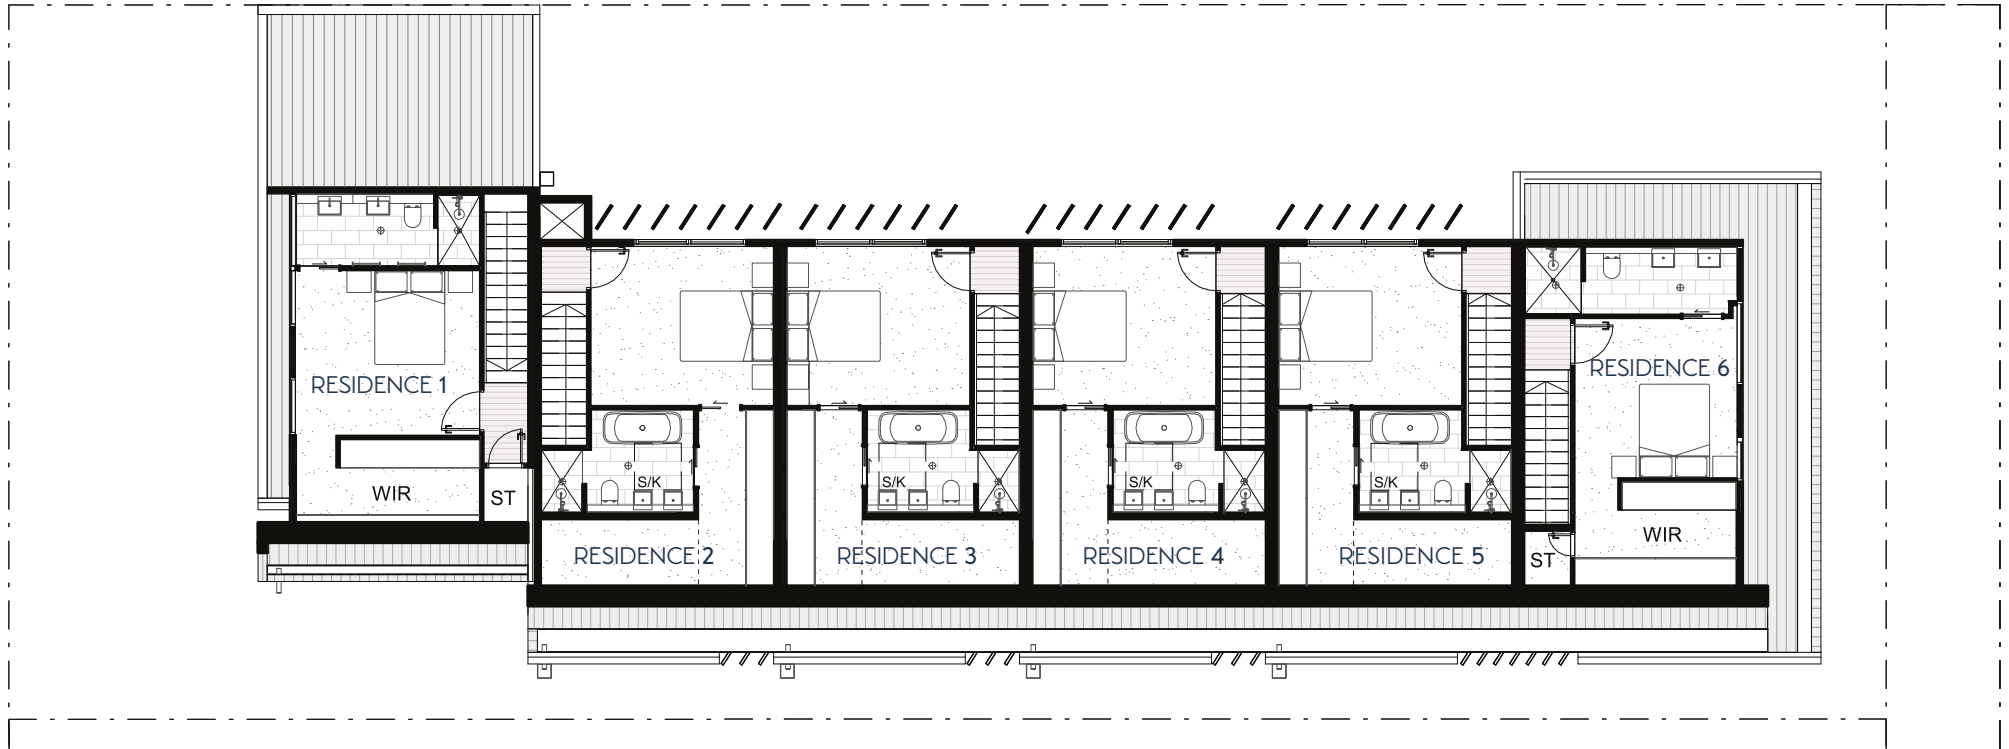 RESIDENCE 1
RESIDENCE 6
S/K
S/K
S/K
S/K
WIR
ST
WIR
ST
RESIDENCE 2
RESIDENCE 3
RESIDENCE 4
RESIDENCE 5